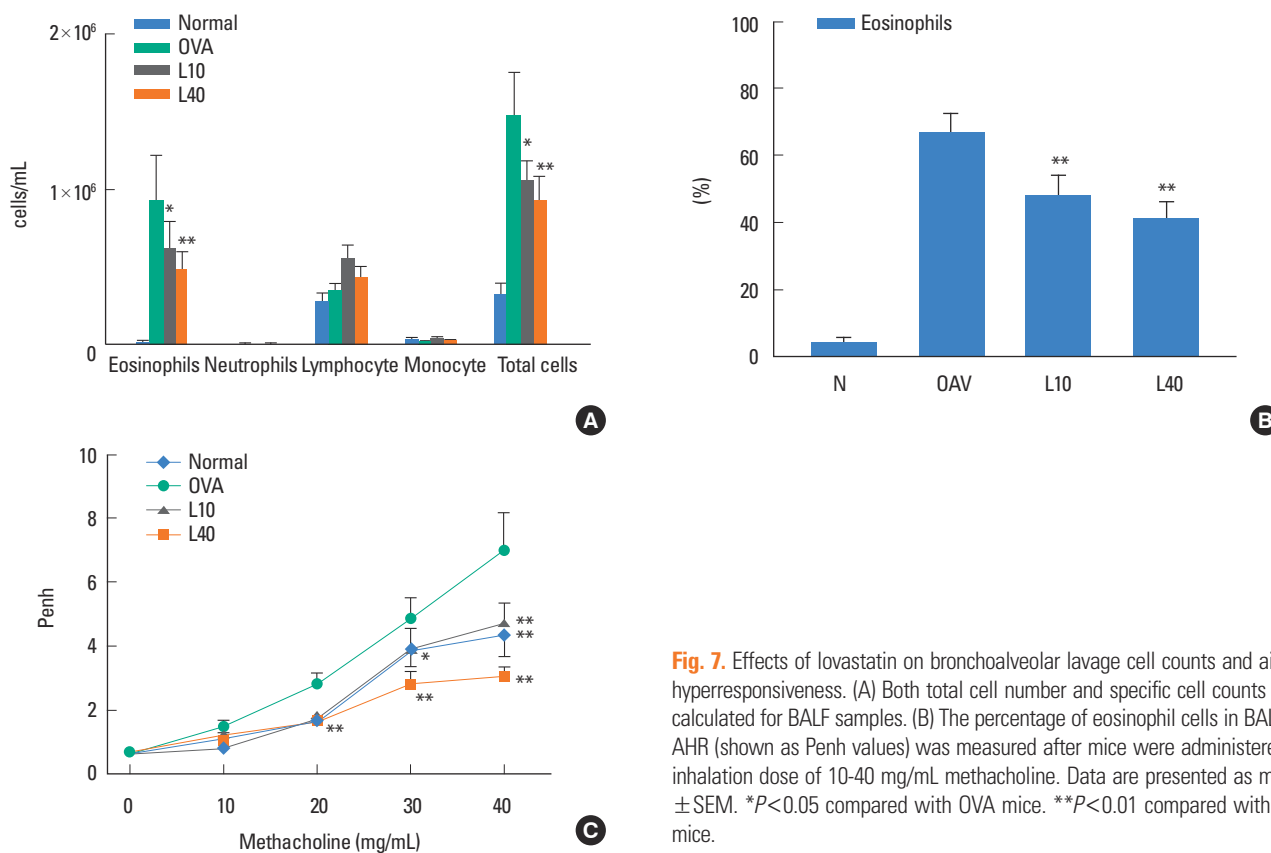 2×10⁶
1×10⁶
0
cells/mL
Normal
OVA
L10
L40
*
**
*
**
Eosinophils Neutrophils Lymphocyte Monocyte Total cells
A
100
80
60
40
20
0
(%)
Eosinophils
**
**
N OAV L10 L40
B
10
8
6
4
2
0
Penh
Normal
OVA
L10
L40
**
*
**
**
**
**
0 10 20 30 40
Methacholine (mg/mL)
C
Fig. 7. Effects of lovastatin on bronchoalveolar lavage cell counts and
hyperresponsiveness. (A) Both total cell number and specific cell counts
calculated for BALF samples. (B) The percentage of eosinophil cells in
AHR (shown as Penh values) was measured after mice were
inhalation dose of 10-40 mg/mL methacholine. Data are presented as
±SEM. *P<0.05 compared with OVA mice. **P<0.01 compared with
mice.